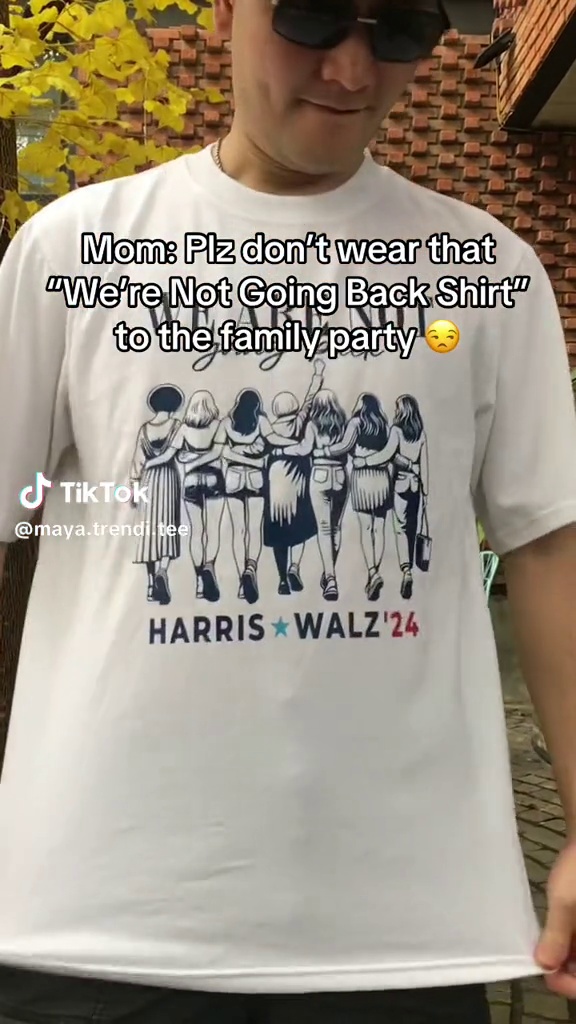 Mom: Plz don't wear that
"We're Not Going Back Shirt"
to the family party 😒
WE ARE NOT
TikTok
@maya.trendi.tee
HARRIS★WALZ'24